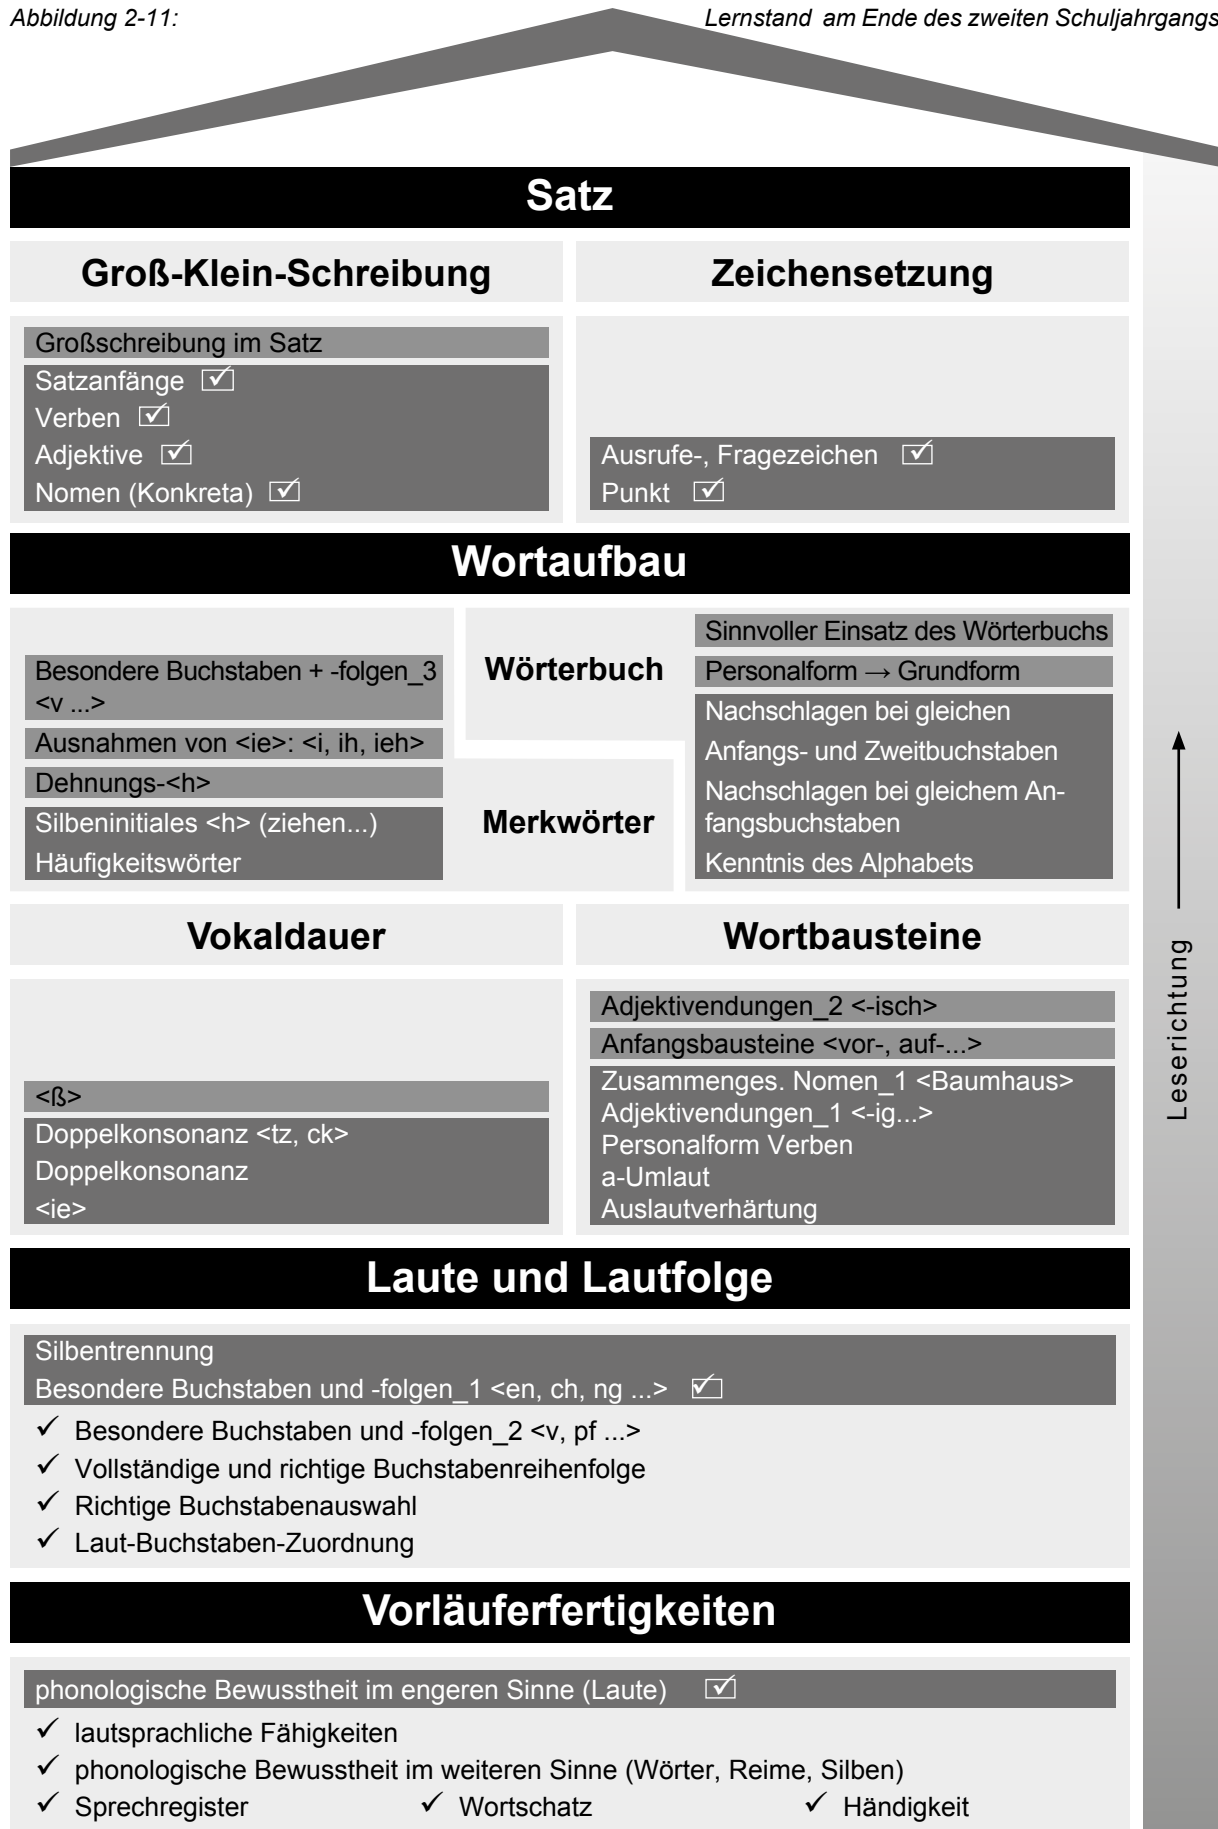 Abbildung 2-11:
Lernstand am Ende des zweiten Schuljahrgangs
Satz
Groß-Klein-Schreibung
Zeichensetzung
Großschreibung im Satz
Satzanfänge
Verben
Adjektive
Nomen (Konkreta)
Ausrufe-, Fragezeichen
Punkt
Wortaufbau
Besondere Buchstaben + -folgen_3
<v ...>
Ausnahmen von <ie>: <i, ih, ieh>
Dehnungs-<h>
Silbeninitiales <h> (ziehen...)
Häufigkeitswörter
Wörterbuch
Merkwörter
Sinnvoller Einsatz des Wörterbuchs
Personalform → Grundform
Nachschlagen bei gleichen
Anfangs- und Zweitbuchstaben
Nachschlagen bei gleichem An-
fangsbuchstaben
Kenntnis des Alphabets
Vokaldauer
Wortbausteine
<ß>
Doppelkonsonanz <tz, ck>
Doppelkonsonanz
<ie>
Adjektivendungen_2 <-isch>
Anfangsbausteine <vor-, auf-...>
Zusammenges. Nomen_1 <Baumhaus>
Adjektivendungen_1 <-ig...>
Personalform Verben
a-Umlaut
Auslautverhärtung
Laute und Lautfolge
Silbentrennung
Besondere Buchstaben und -folgen_1 <en, ch, ng ...>
Besondere Buchstaben und -folgen_2 <v, pf ...>
Vollständige und richtige Buchstabenreihenfolge
Richtige Buchstabenauswahl
Laut-Buchstaben-Zuordnung
Vorläuferfertigkeiten
phonologische Bewusstheit im engeren Sinne (Laute)
lautsprachliche Fähigkeiten
phonologische Bewusstheit im weiteren Sinne (Wörter, Reime, Silben)
Sprechregister
Wortschatz
Händigkeit
Leserichtung